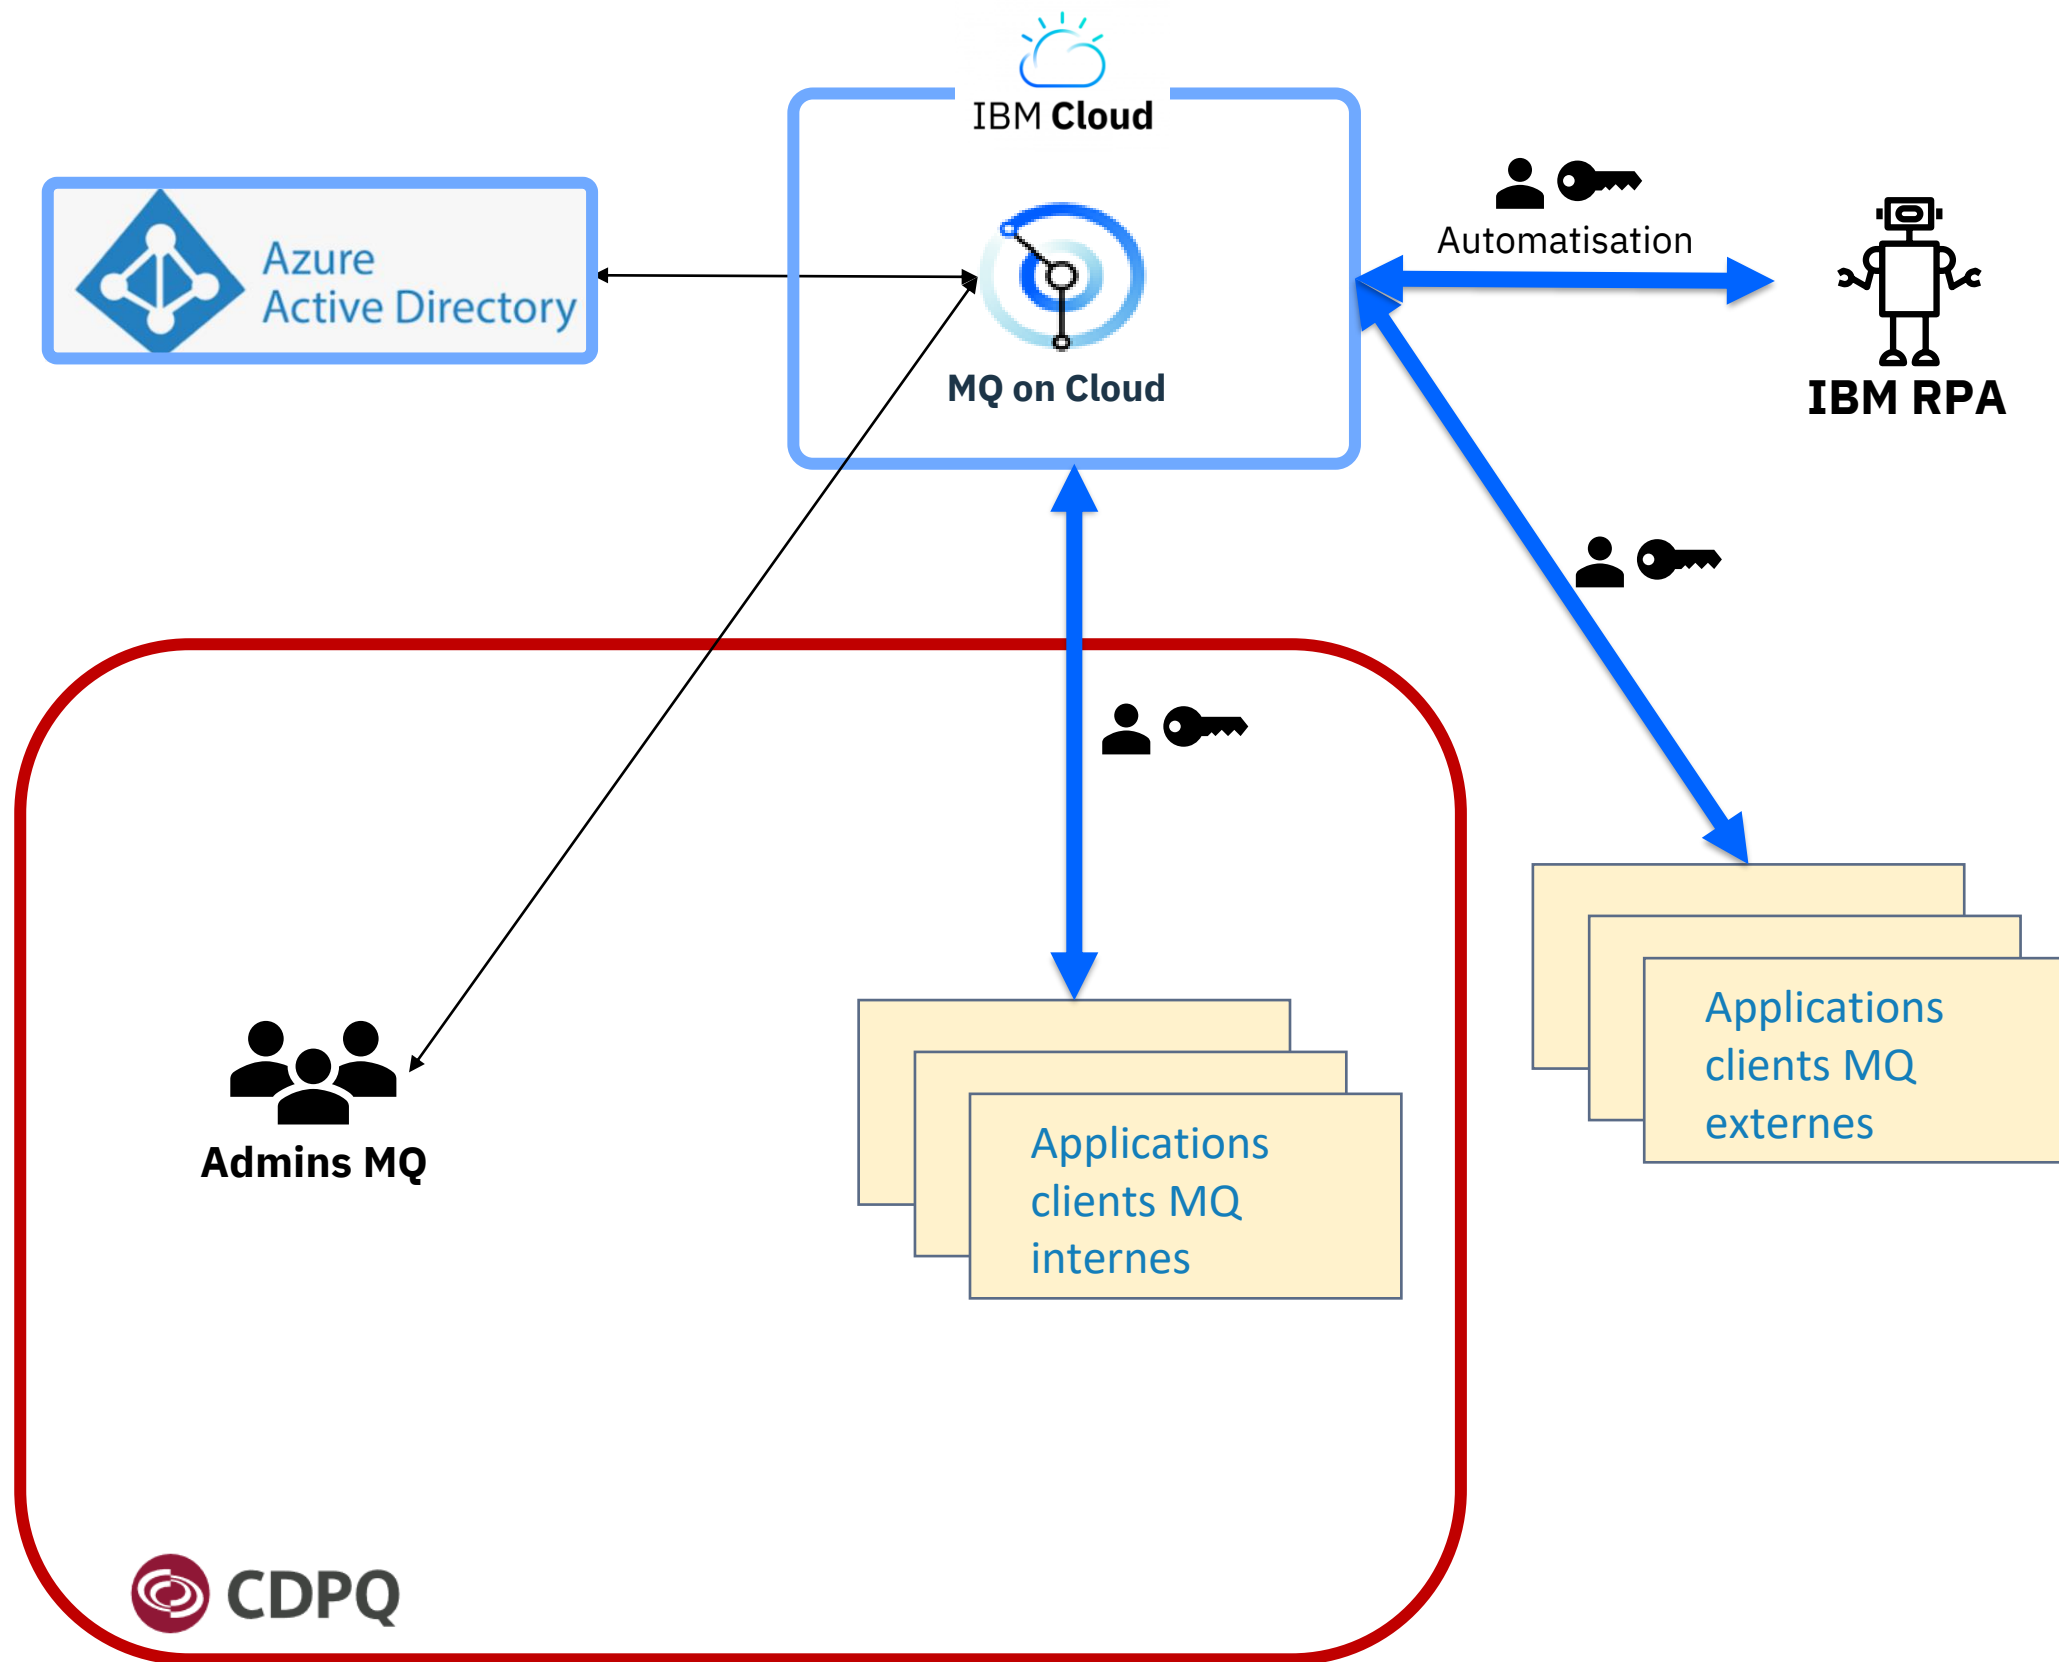 IBM Cloud
Azure
Active Directory
MQ on Cloud
Automatisation
IBM RPA
Applications
clients MQ
externes
Admins MQ
Applications
clients MQ
internes
CDPQ